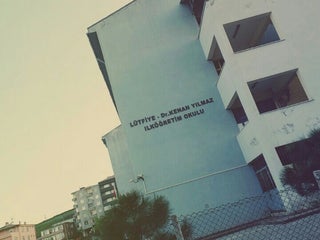 LÜTFİYE - Dr.KENAN YILMAZ
İLKÖĞRETİM OKULU